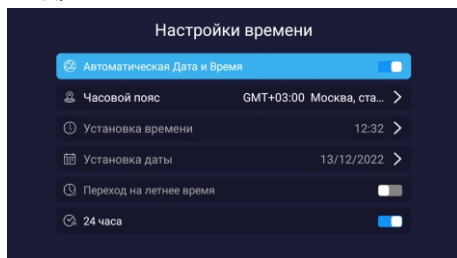 Настройки времени
Автоматическая Дата и Время
Часовой пояс GMT+03:00 Москва, ста...
Установка времени 12:32
Установка даты 13/12/2022
Переход на летнее время
24 часа